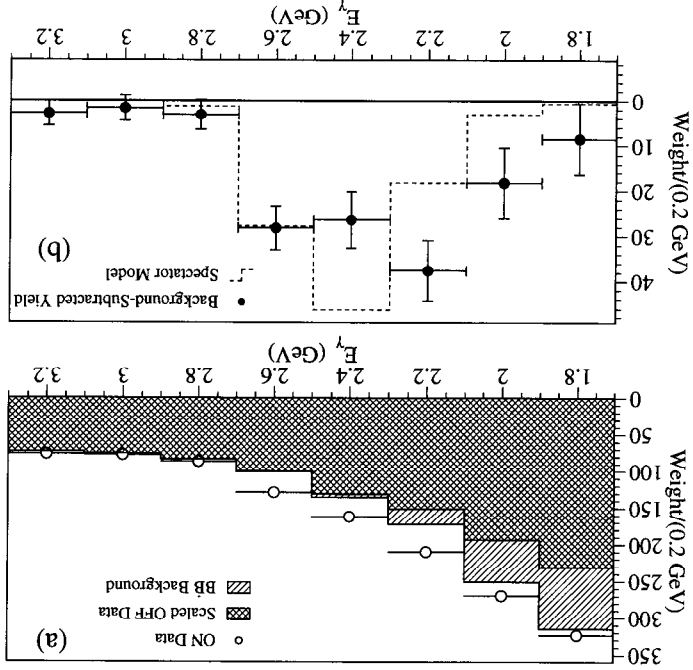 (a)
ON Data
Scaled OFF Data
BB̄ Background
350
300
250
200
150
100
50
0
Weight/(0.2 GeV)
1.8
2
2.2
2.4
2.6
2.8
3
3.2
Eγ (GeV)
(b)
Background-Subtracted Yield
Spectator Model
40
30
20
10
0
Weight/(0.2 GeV)
1.8
2
2.2
2.4
2.6
2.8
3
3.2
Eγ (GeV)